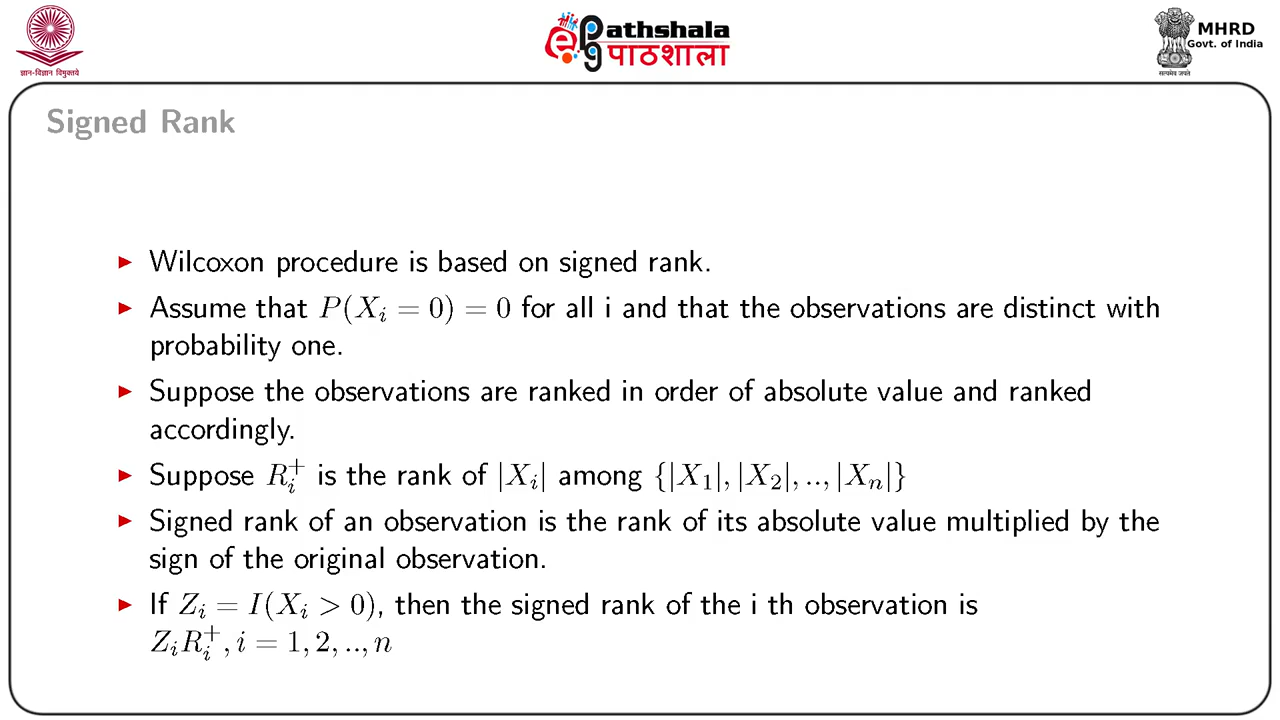 ज्ञान-विज्ञान विमुक्तये
ePG Pathshala
पाठशाला
MHRD
Govt. of India
सत्यमेव जयते
Signed Rank
Wilcoxon procedure is based on signed rank.
Assume that $P(X_i = 0) = 0$ for all i and that the observations are distinct with
probability one.
Suppose the observations are ranked in order of absolute value and ranked
accordingly.
Suppose $R_i^+$ is the rank of $|X_i|$ among $\{|X_1|, |X_2|, .., |X_n|\}$
Signed rank of an observation is the rank of its absolute value multiplied by the
sign of the original observation.
If $Z_i = I(X_i > 0)$, then the signed rank of the i th observation is
$Z_i R_i^+, i = 1, 2, .., n$